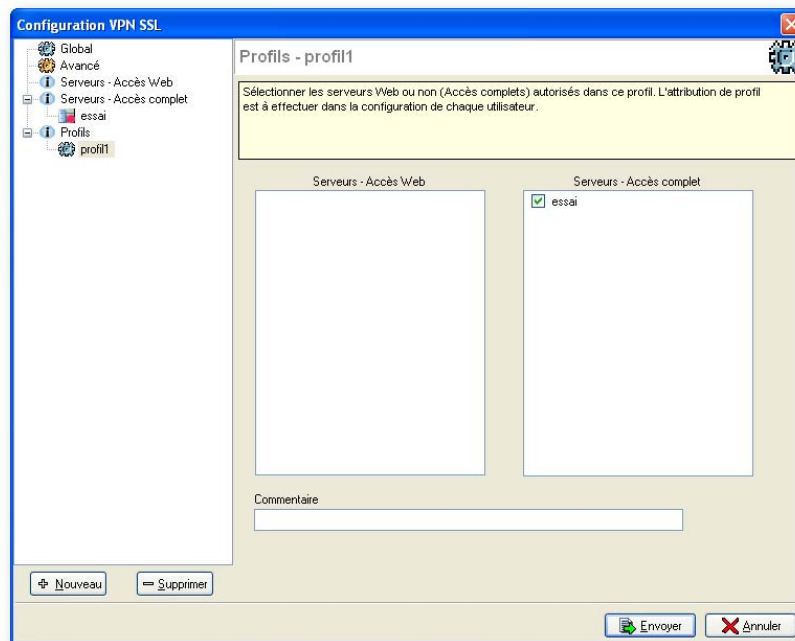 Configuration VPN SSL
Global
Avancé
Serveurs - Accès Web
Serveurs - Accès complet
essai
Profils
profil1
Profils - profil1
Sélectionner les serveurs Web ou non (Accès complets) autorisés dans ce profil. L'attribution de profil
est à effectuer dans la configuration de chaque utilisateur.
Serveurs - Accès Web
Serveurs - Accès complet
essai
Commentaire
Nouveau
Supprimer
Envoyer
Annuler